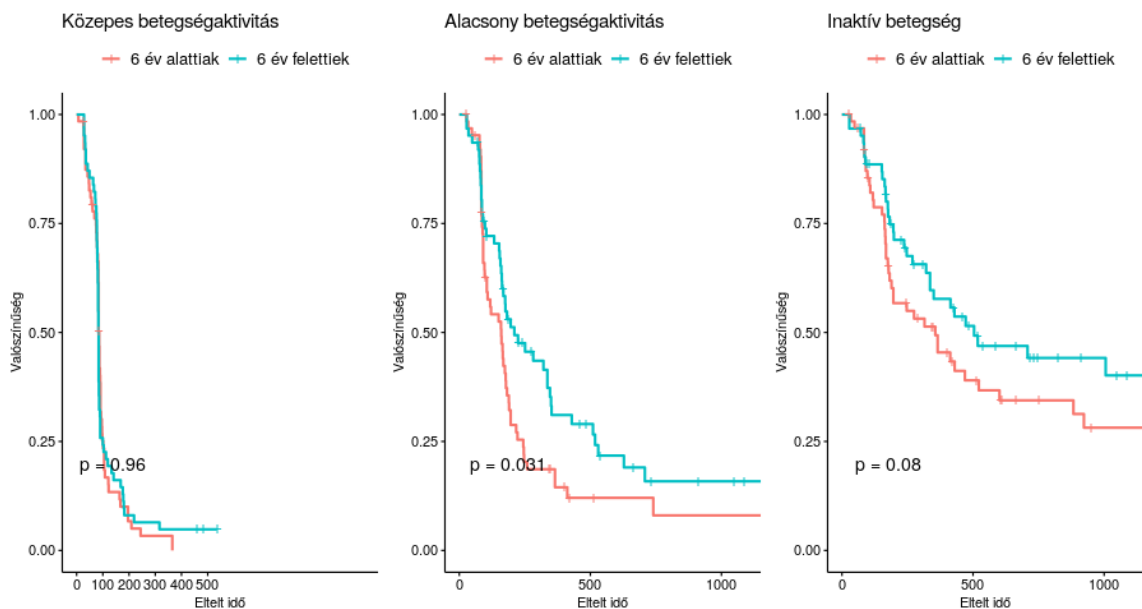 Közepes betegségaktivitás
6 év alattiak 6 év felettiek
Valószínűség
1.00
0.75
0.50
0.25
0.00
p = 0.96
0 100 200 300 400 500
Eltelt idő
Alacsony betegségaktivitás
6 év alattiak 6 év felettiek
Valószínűség
1.00
0.75
0.50
0.25
0.00
p = 0.031
0 500 1000
Eltelt idő
Inaktív betegség
6 év alattiak 6 év felettiek
Valószínűség
1.00
0.75
0.50
0.25
0.00
p = 0.08
0 500 1000
Eltelt idő